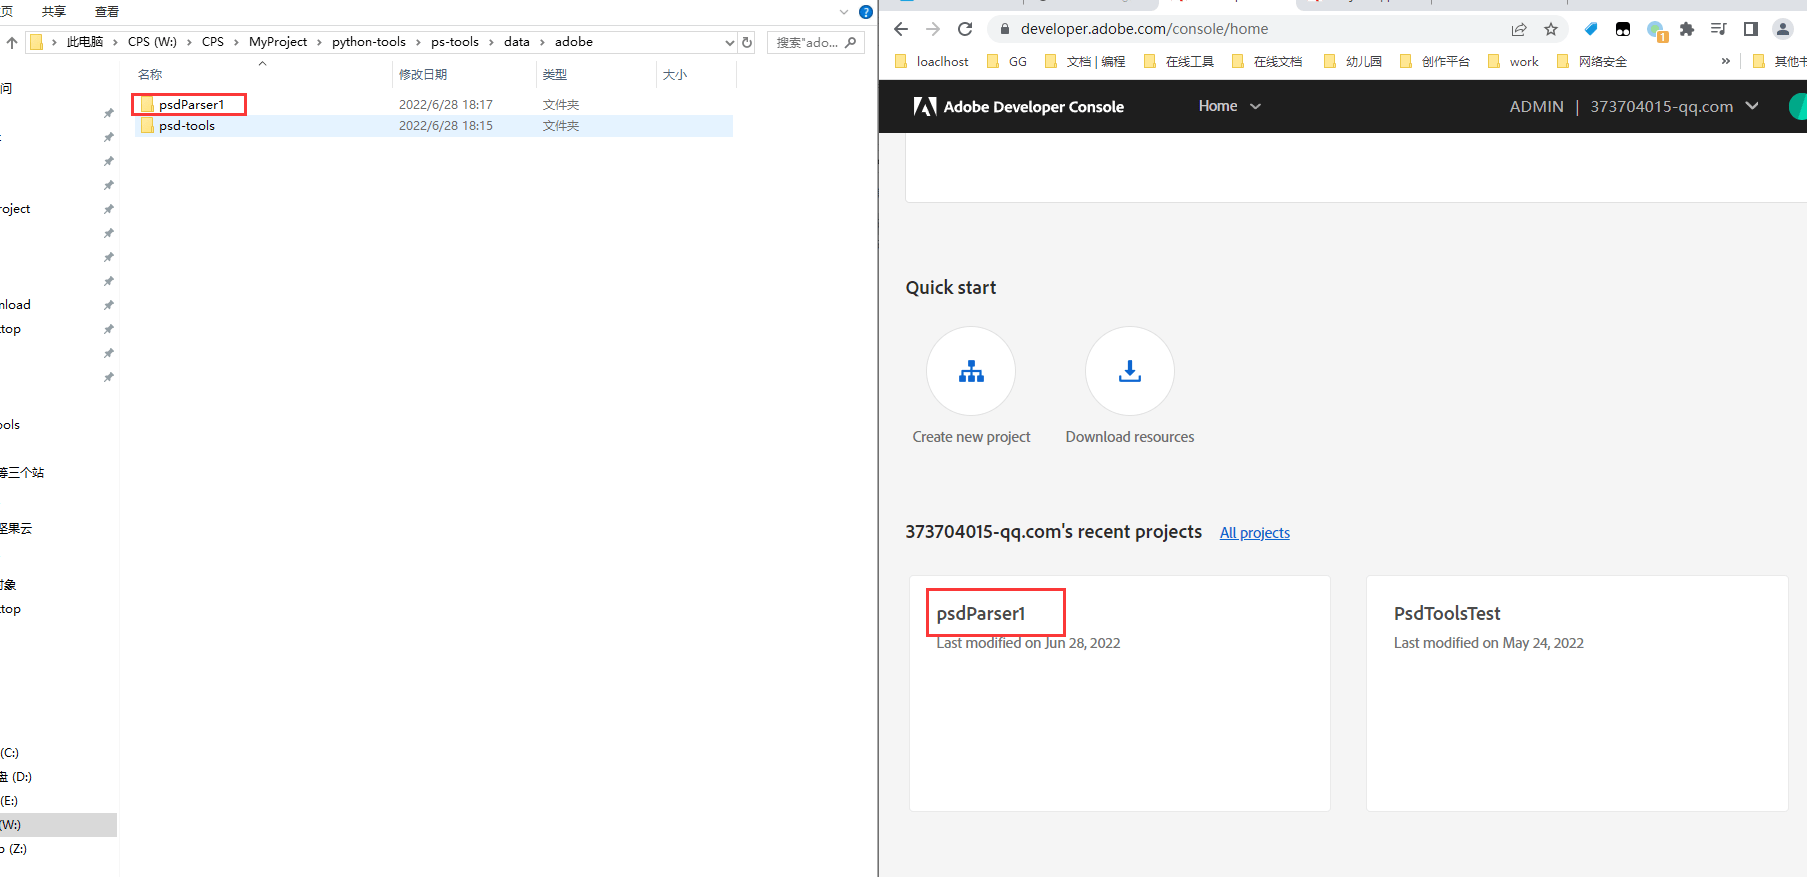 页 共享 查看
此电脑 › CPS (W:) › CPS › MyProject › python-tools › ps-tools › data › adobe
搜索"ado...
名称 修改日期 类型 大小
psdParser1 2022/6/28 18:17 文件夹
psd-tools 2022/6/28 18:15 文件夹
问
roject
nload
top
ools
等三个站
坚果云
对象
top
(C:)
盘 (D:)
(E:)
(W:)
(Z:)
developer.adobe.com/console/home
1
loaclhost GG 文档 | 编程 在线工具 在线文档 幼儿园 创作平台 work 网络安全 » 其他书
Adobe Developer Console Home ADMIN | 373704015-qq.com
Quick start
Create new project Download resources
373704015-qq.com's recent projects All projects
psdParser1
Last modified on Jun 28, 2022
PsdToolsTest
Last modified on May 24, 2022